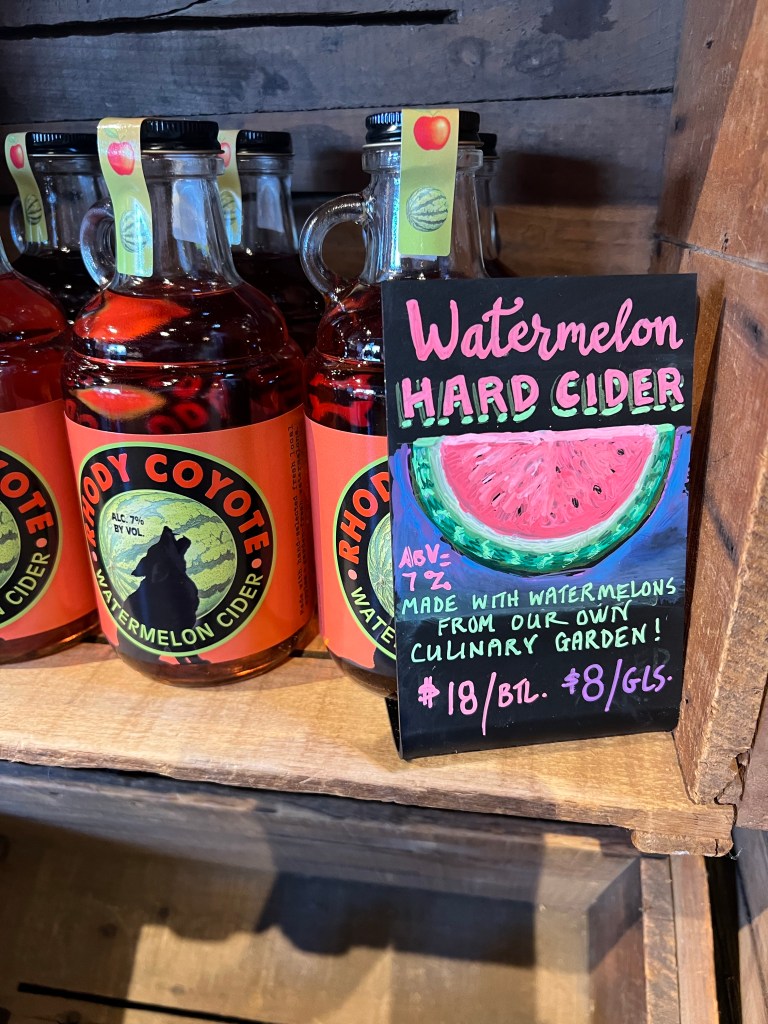 Watermelon
HARD CIDER
ABV=
7%
MADE WITH WATERMELONS
FROM OUR OWN
CULINARY GARDEN!
$18/BTL. $8/GLS.
RHODY COYOTE
ALC. 7%
BY VOL.
WATERMELON CIDER